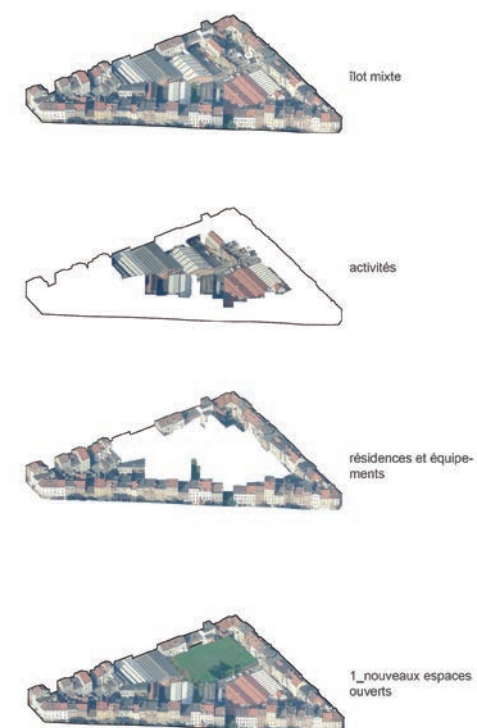 îlot mixte
activités
résidences et équipe-
ments
1_nouveaux espaces
ouverts